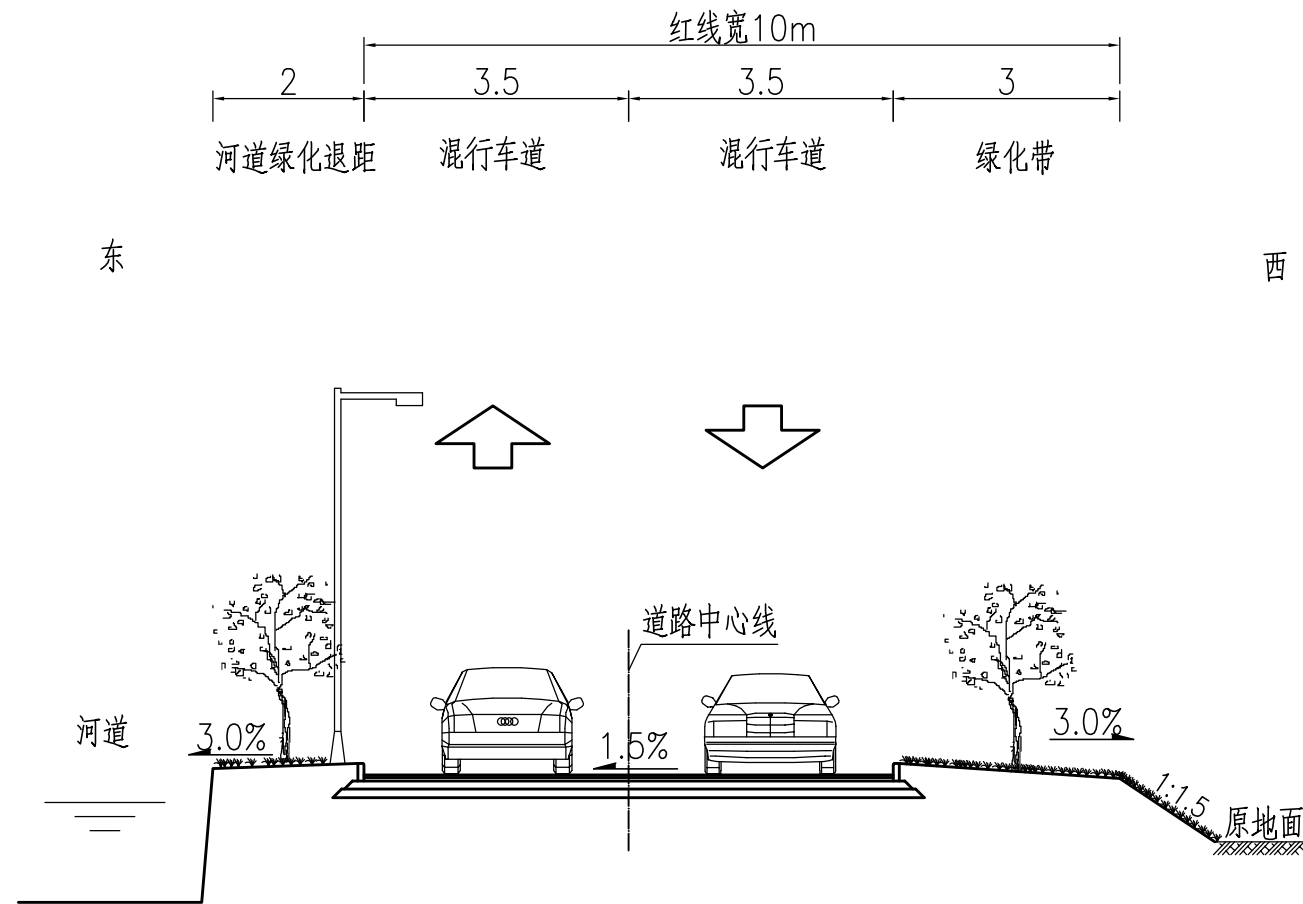 红线宽10m
2
3.5
3.5
3
河道绿化退距
混行车道
混行车道
绿化带
东
西
道路中心线
河道
3.0%
1.5%
3.0%
1:1.5
原地面